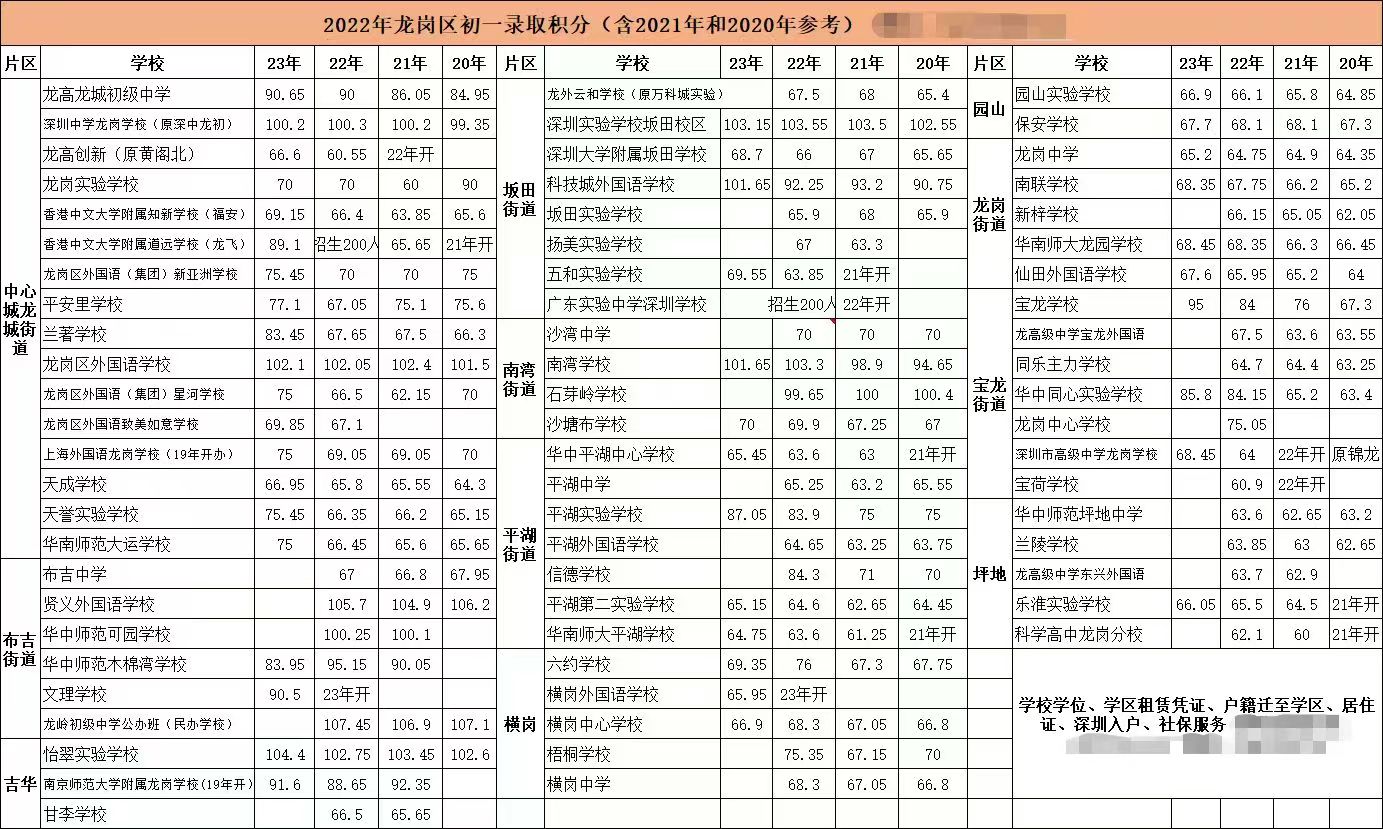 2022年龙岗区初一录取积分（含2021年和2020年参考）
片区 学校 23年 22年 21年 20年 片区 学校 23年 22年 21年 20年 片区 学校 23年 22年 21年 20年
中心城龙城街道
龙高龙城初级中学 90.65 90 86.05 84.95
深圳中学龙岗学校（原深中龙初） 100.2 100.3 100.2 99.35
龙高创新（原黄阁北） 66.6 60.55 22年开
龙岗实验学校 70 70 60 90
香港中文大学附属知新学校（福安） 69.15 66.4 63.85 65.6
香港中文大学附属道远学校（龙飞） 89.1 招生200人 65.65 21年开
龙岗区外国语（集团）新亚洲学校 75.45 70 70 75
平安里学校 77.1 67.05 75.1 75.6
兰著学校 83.45 67.65 67.5 66.3
龙岗区外国语学校 102.1 102.05 102.4 101.5
龙岗区外国语（集团）星河学校 75 66.5 62.15 70
龙岗区外国语致美如意学校 69.85 67.1
上海外国语龙岗学校（19年开办） 75 69.05 69.05 70
天成学校 66.95 65.8 65.55 64.3
天誉实验学校 75.45 66.35 66.2 65.15
华南师范大运学校 75 66.45 65.6 65.65
布吉街道
布吉中学 67 66.8 67.95
贤义外国语学校 105.7 104.9 106.2
华中师范可园学校 100.25 100.1
华中师范木棉湾学校 83.95 95.15 90.05
文理学校 90.5 23年开
龙岭初级中学公办班（民办学校） 107.45 106.9 107.1
吉华
怡翠实验学校 104.4 102.75 103.45 102.6
南京师范大学附属龙岗学校(19年开) 91.6 88.65 92.35
甘李学校 66.5 65.65
坂田街道
龙外云和学校（原万科城实验） 67.5 68 65.4
深圳实验学校坂田校区 103.15 103.55 103.5 102.55
深圳大学附属坂田学校 68.7 66 67 65.65
科技城外国语学校 101.65 92.25 93.2 90.75
坂田实验学校 65.9 68 65.9
扬美实验学校 67 63.3
五和实验学校 69.55 63.85 21年开
广东实验中学深圳学校 招生200人 22年开
南湾街道
沙湾中学 70 70 70
南湾学校 101.65 103.3 98.9 94.65
石芽岭学校 99.65 100 100.4
沙塘布学校 70 69.9 67.25 67
平湖街道
华中平湖中心学校 65.45 63.6 63 21年开
平湖中学 65.25 63.2 65.55
平湖实验学校 87.05 83.9 75 75
平湖外国语学校 64.65 63.25 63.75
信德学校 84.3 71 70
平湖第二实验学校 65.15 64.6 62.65 64.45
华南师大平湖学校 64.75 63.6 61.25 21年开
横岗
六约学校 69.35 76 67.3 67.75
横岗外国语学校 65.95 23年开
横岗中心学校 66.9 68.3 67.05 66.8
梧桐学校 75.35 67.15 70
横岗中学 68.3 67.05 66.8
园山
园山实验学校 66.9 66.1 65.8 64.85
保安学校 67.7 68.1 68.1 67.3
龙岗街道
龙岗中学 65.2 64.75 64.9 64.35
南联学校 68.35 67.75 66.2 65.2
新梓学校 66.15 65.05 62.05
华南师大龙园学校 68.45 68.35 66.3 66.45
仙田外国语学校 67.6 65.95 65.2 64
宝龙街道
宝龙学校 95 84 76 67.3
龙高级中学宝龙外国语 67.5 63.6 63.55
同乐主力学校 64.7 64.4 63.25
华中同心实验学校 85.8 84.15 65.2 63.4
龙岗中心学校 75.05
深圳市高级中学龙岗学校 68.45 64 22年开 原锦龙
宝荷学校 60.9 22年开
坪地
华中师范坪地中学 63.6 62.65 63.2
兰陵学校 63.85 63 62.65
龙高级中学东兴外国语 63.7 62.9
乐淮实验学校 66.05 65.5 64.5 21年开
科学高中龙岗分校 62.1 60 21年开
学校学位、学区租赁凭证、户籍迁至学区、居住
证、深圳入户、社保服务